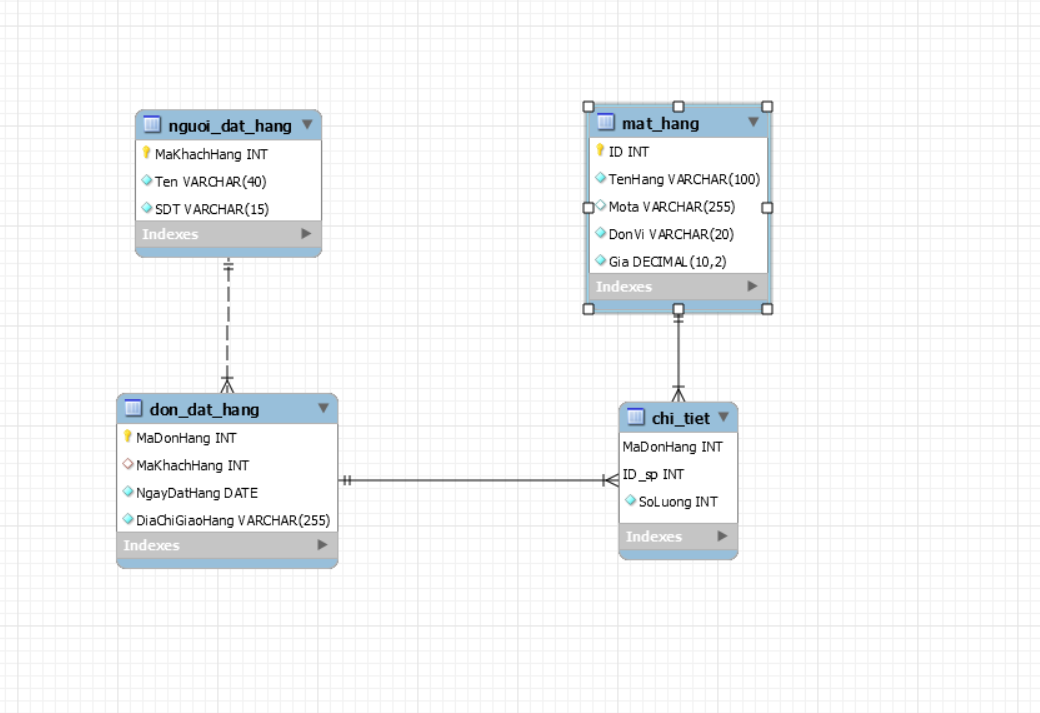 nguoi_dat_hang
MaKhachHang INT
Ten VARCHAR(40)
SDT VARCHAR(15)
Indexes
mat_hang
ID INT
TenHang VARCHAR(100)
Mota VARCHAR(255)
DonVi VARCHAR(20)
Gia DECIMAL(10,2)
Indexes
don_dat_hang
MaDonHang INT
MaKhachHang INT
NgayDatHang DATE
DiaChiGiaoHang VARCHAR(255)
Indexes
chi_tiet
MaDonHang INT
ID_sp INT
SoLuong INT
Indexes